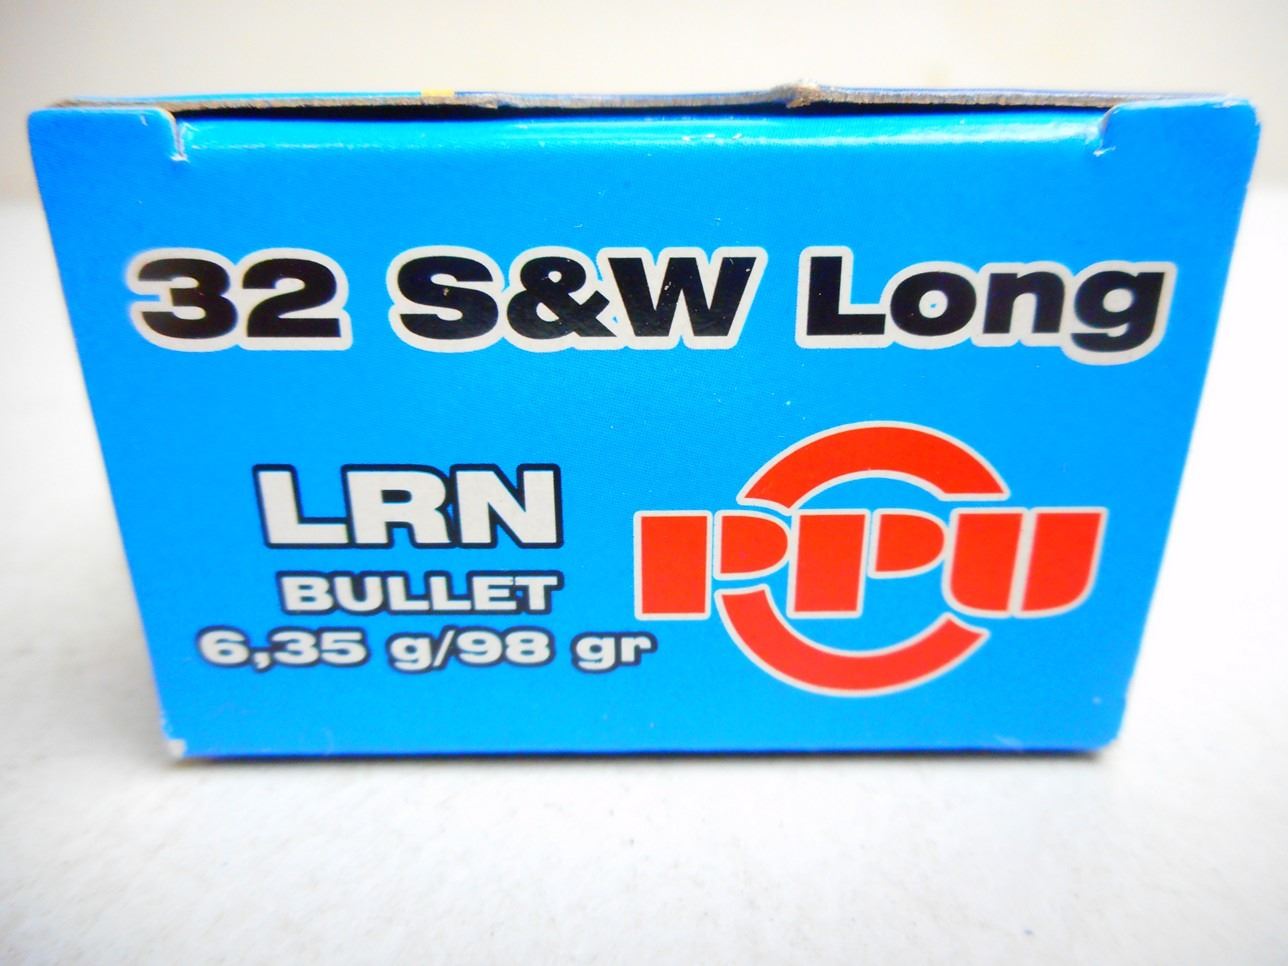 32 S&W Long
LRN
BULLET
6,35 g/98 gr
PPU